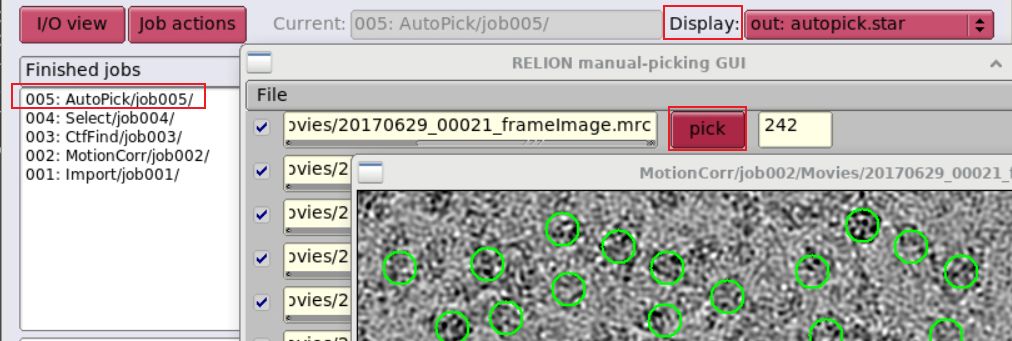 I/O view Job actions Current: 005: AutoPick/job005/ Display: out: autopick.star
Finished jobs
RELION manual-picking GUI
005: AutoPick/job005/
File
004: Select/job004/
003: CtfFind/job003/
002: MotionCorr/job002/
001: Import/job001/
ovies/20170629_00021_frameImage.mrc pick 242
ovies/2
MotionCorr/job002/Movies/20170629_00021_f
ovies/2
ovies/2
ovies/2